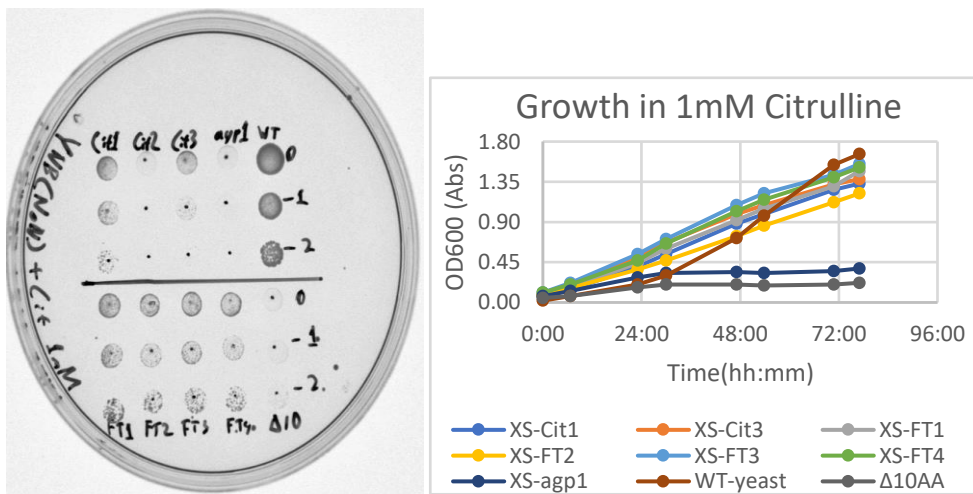 Cit1 Cit2 Cit3 agp1 WT
0
-1
-2
0
-1.
-2.
FT1 FT2 FT3 Δ10
YNB (NoN) + Cit
Growth in 1mM Citrulline
OD600 (Abs)
1.80
1.35
0.90
0.45
0.00
0:00 24:00 48:00 72:00 96:00
Time(hh:mm)
XS-Cit1 XS-Cit3 XS-FT1
XS-FT2 XS-FT3 XS-FT4
XS-agp1 WT-yeast Δ10AA